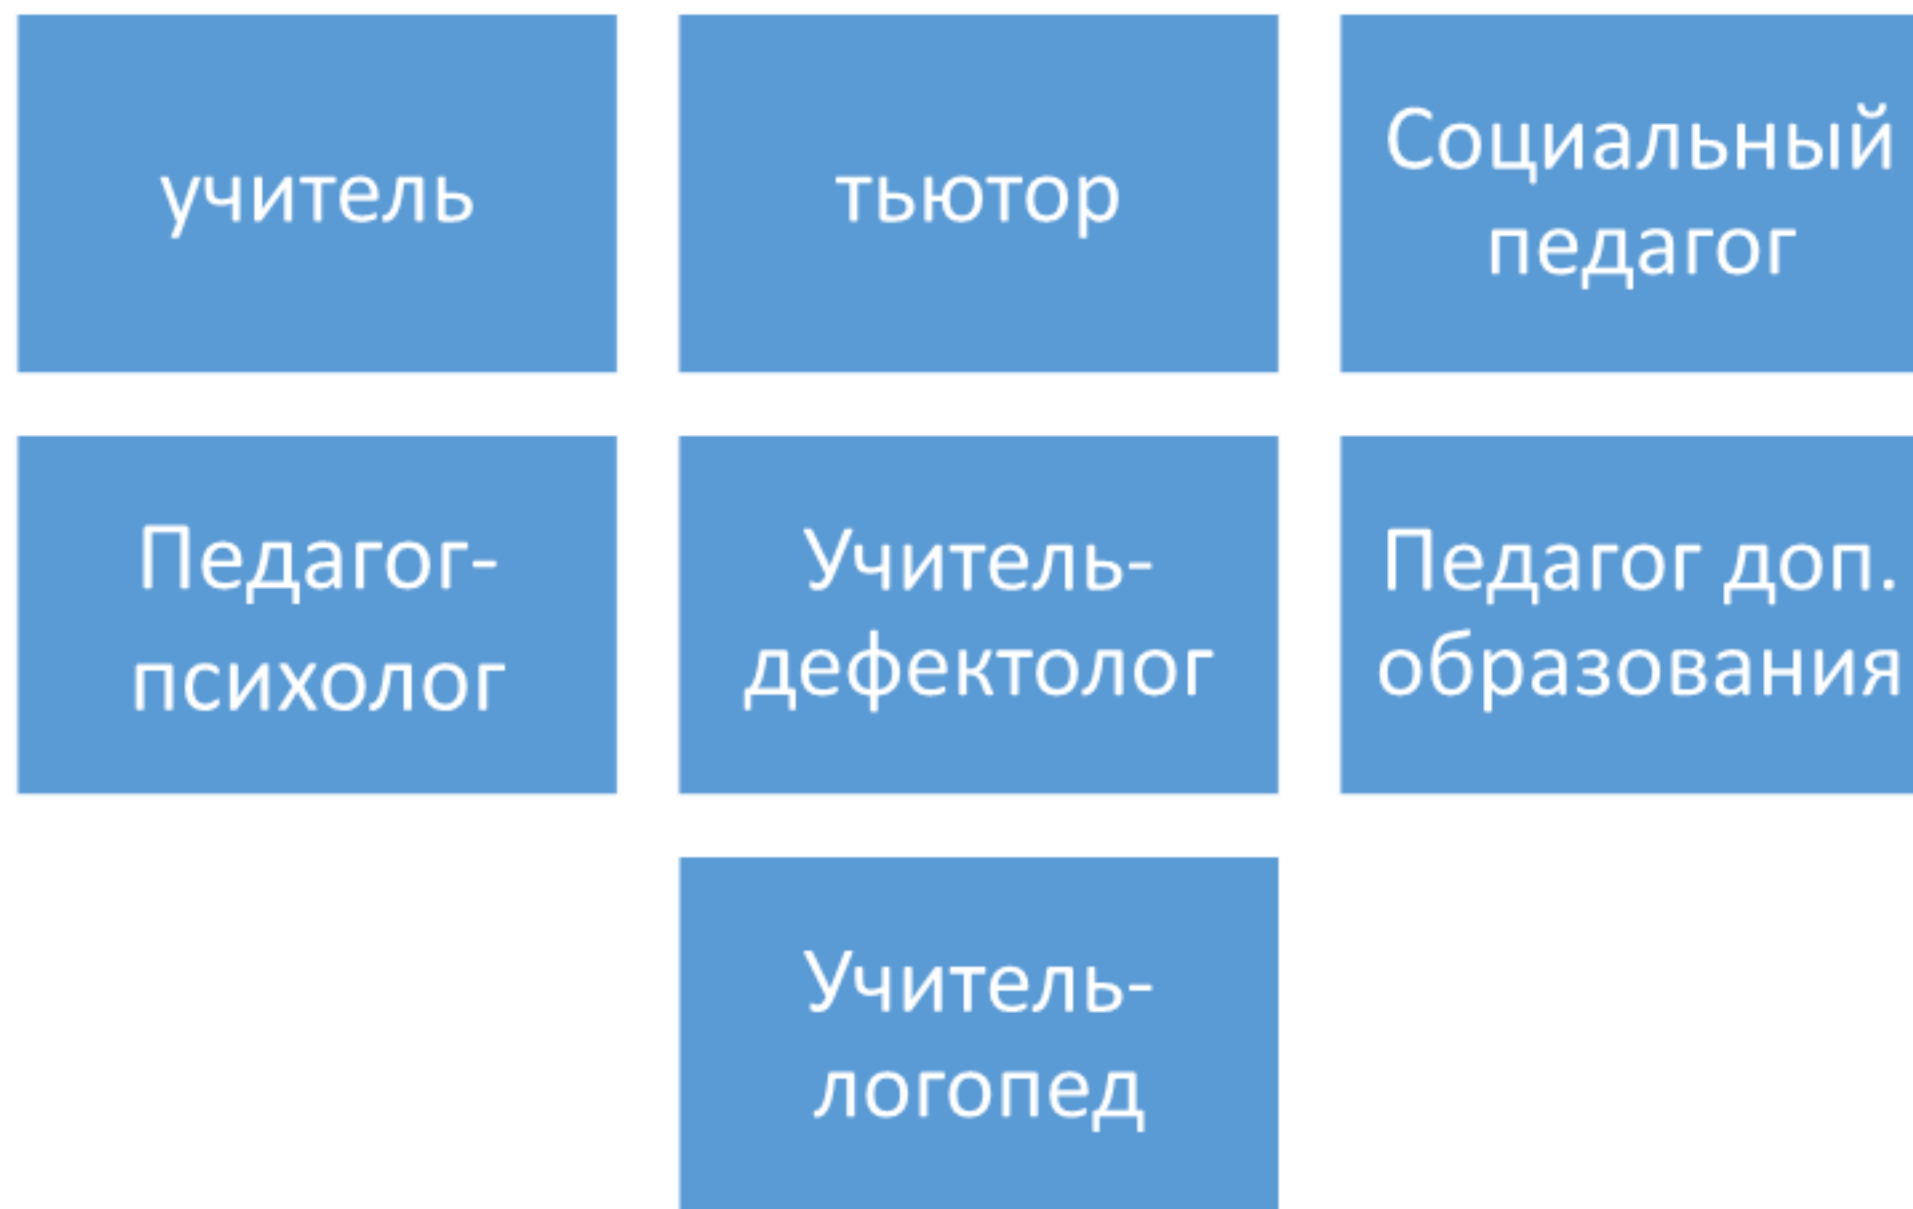 учитель
тьютор
Социальный
педагог
Педагог-
психолог
Учитель-
дефектолог
Педагог доп.
образования
Учитель-
логопед